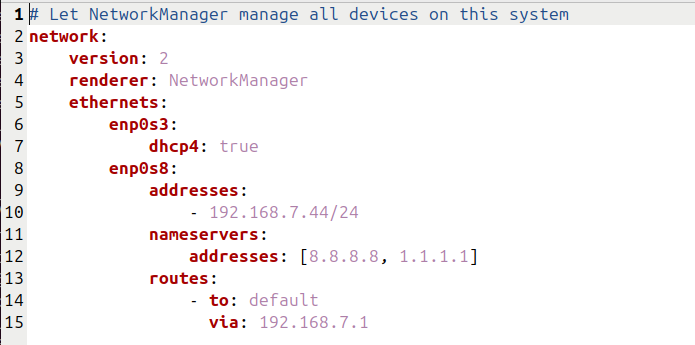 1 # Let NetworkManager manage all devices on this system
2 network:
3     version: 2
4     renderer: NetworkManager
5     ethernets:
6         enp0s3:
7             dhcp4: true
8         enp0s8:
9             addresses:
10                 - 192.168.7.44/24
11             nameservers:
12                 addresses: [8.8.8.8, 1.1.1.1]
13             routes:
14                 - to: default
15                   via: 192.168.7.1